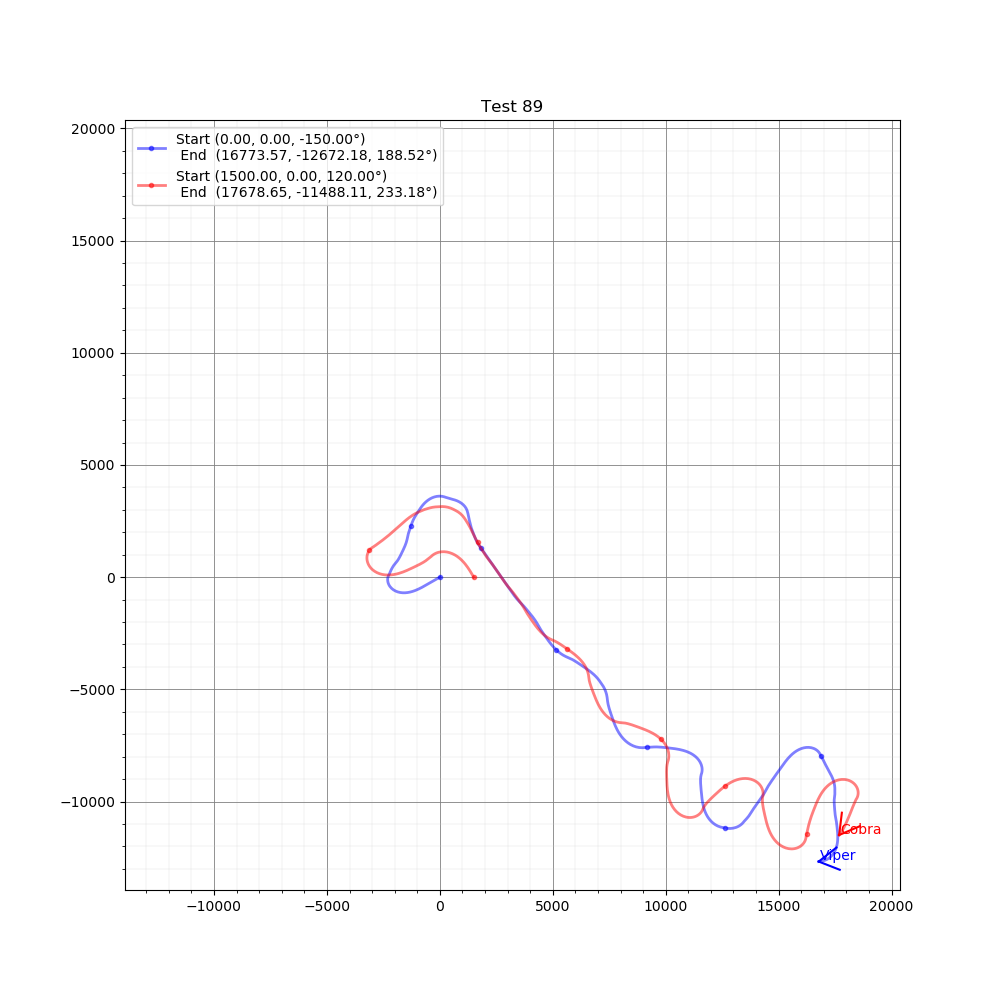 Test 89
Start (0.00, 0.00, -150.00°)
End (16773.57, -12672.18, 188.52°)
Start (1500.00, 0.00, 120.00°)
End (17678.65, -11488.11, 233.18°)
20000
15000
10000
5000
0
−5000
−10000
Cobra
Viper
−10000 −5000 0 5000 10000 15000 20000